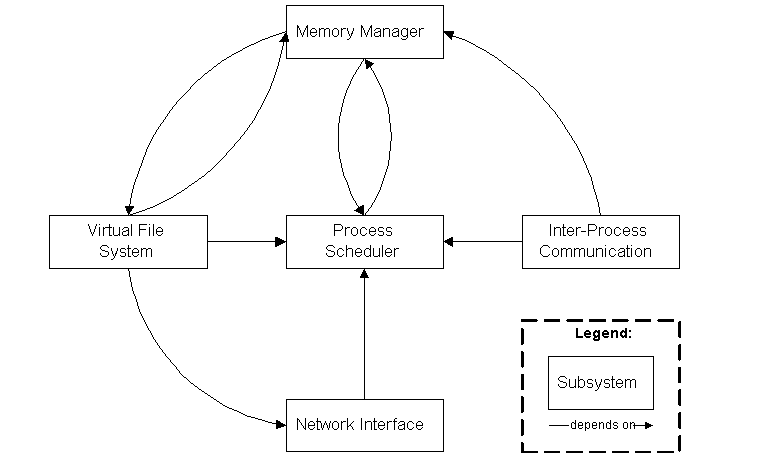 Memory Manager
Virtual File
System
Process
Scheduler
Inter-Process
Communication
Network Interface
Legend:
Subsystem
depends on